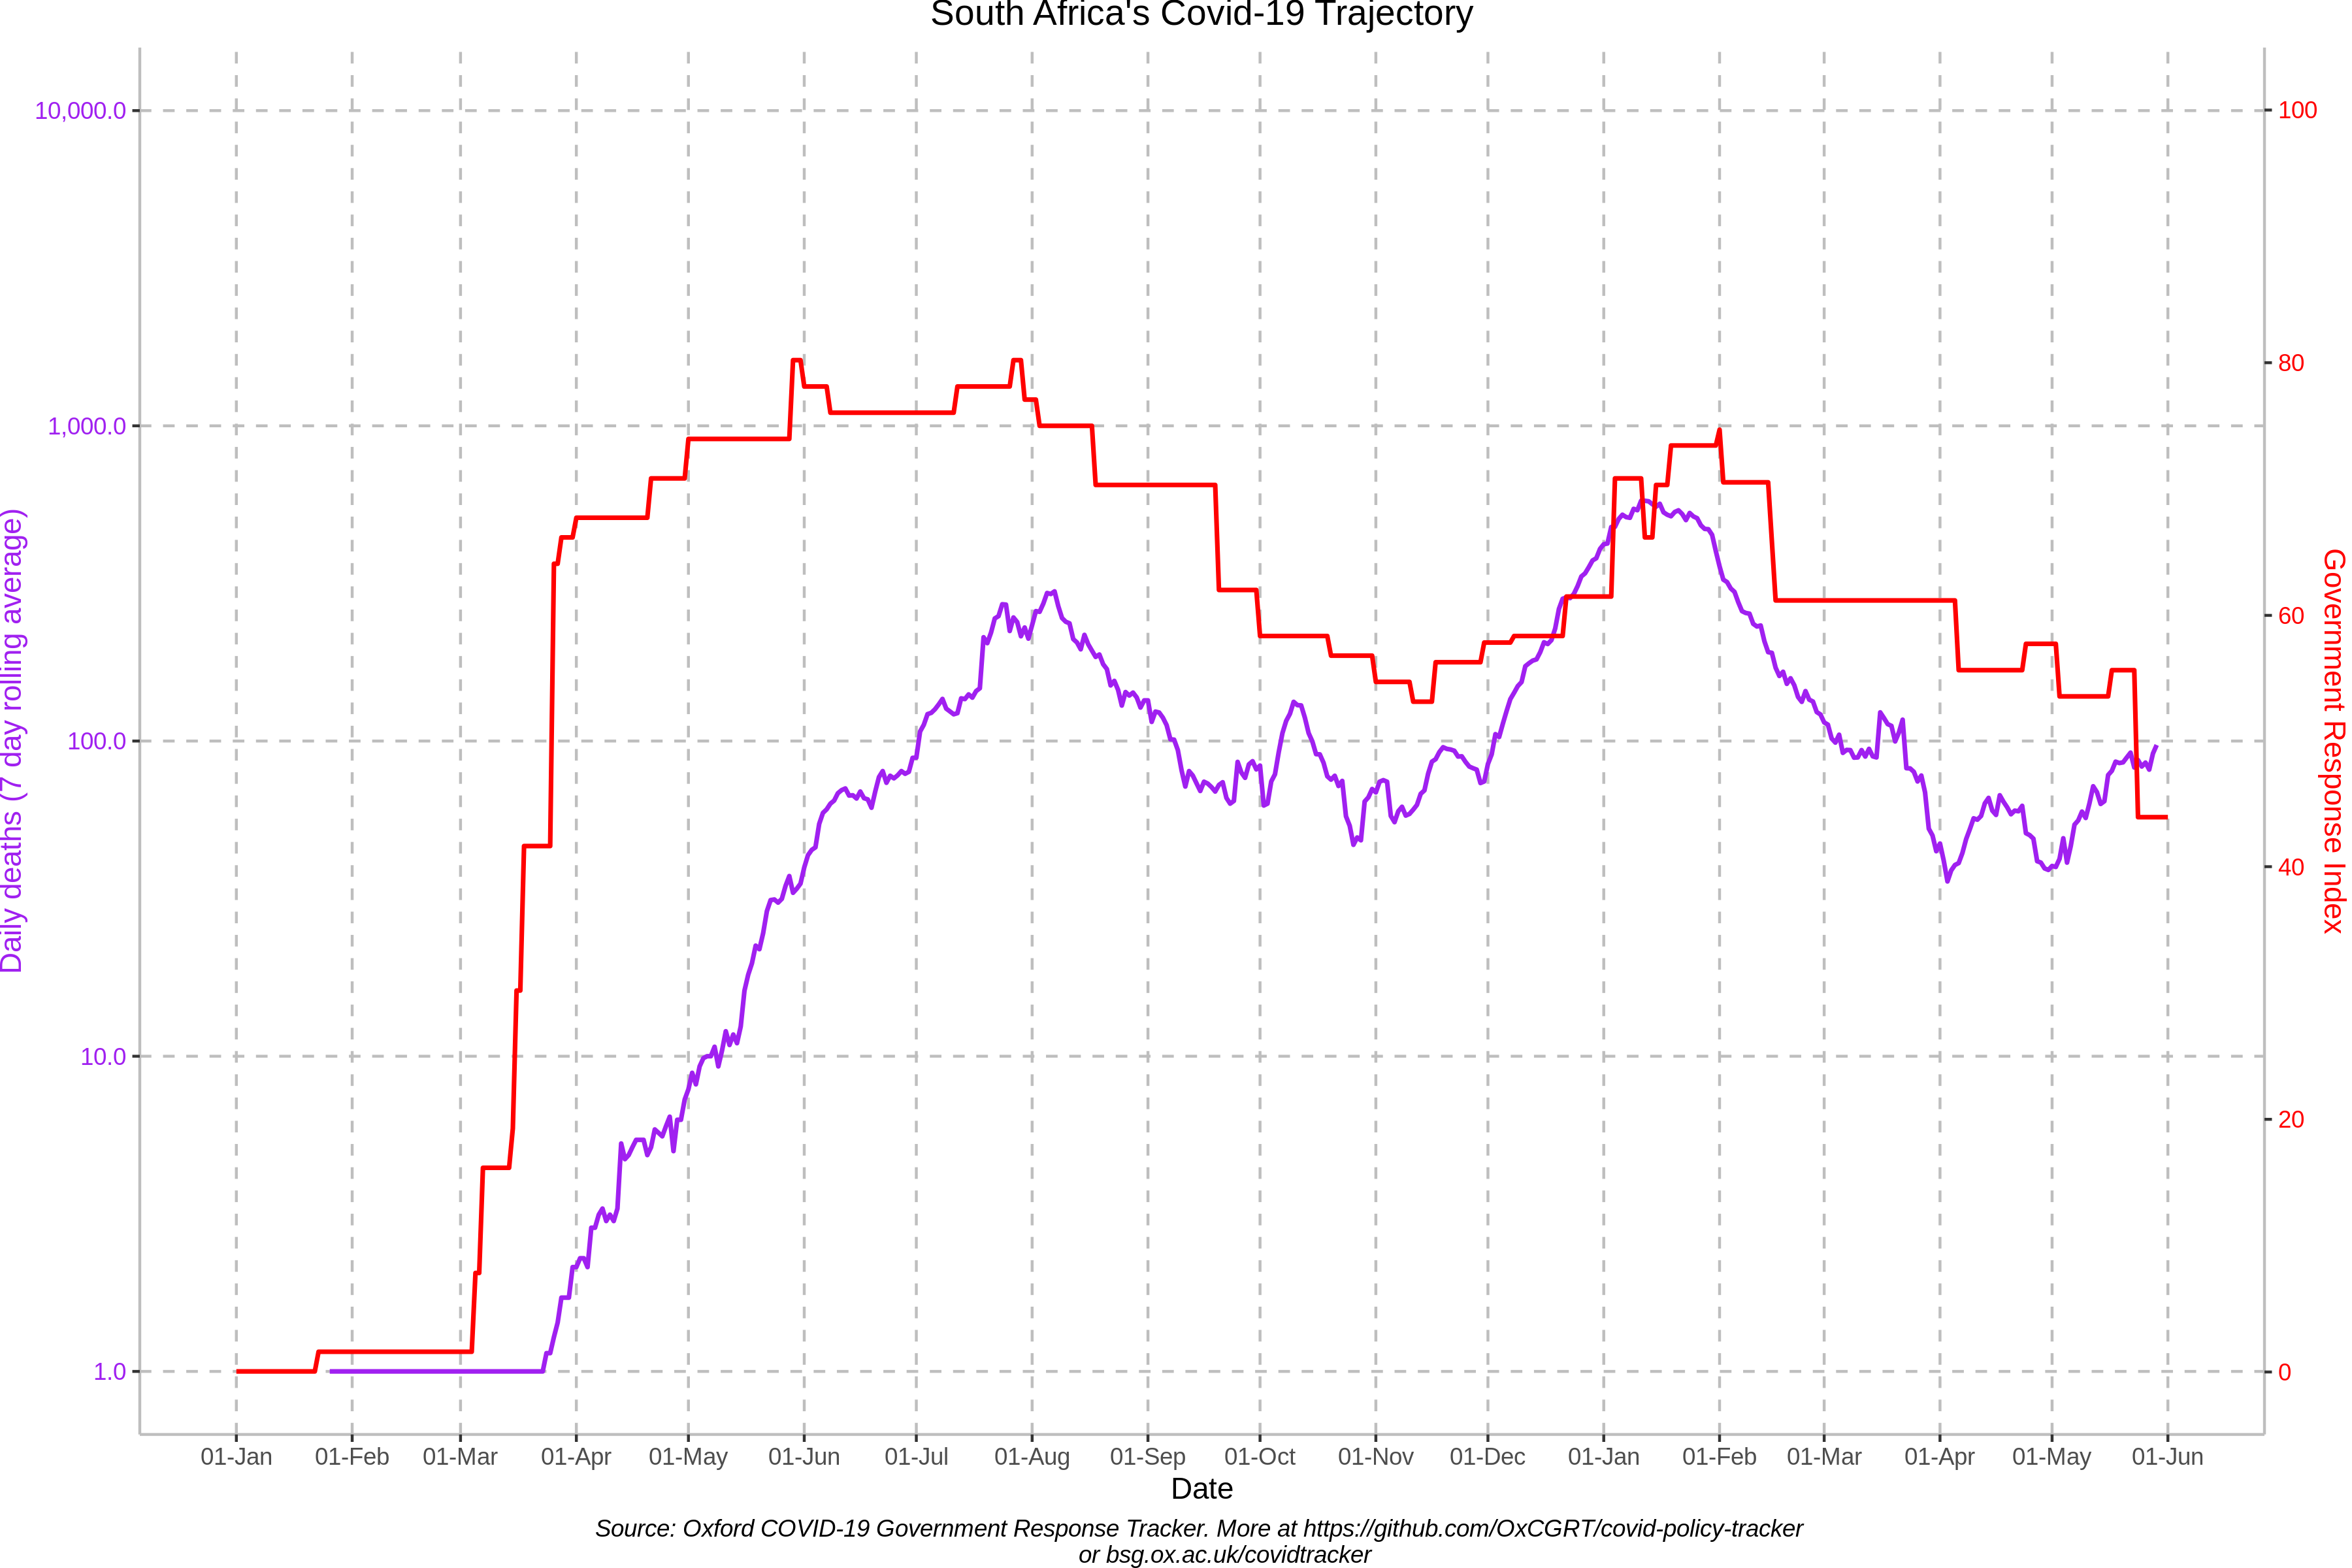 South Africa's Covid-19 Trajectory
10,000.0
1,000.0
100.0
10.0
1.0
Daily deaths (7 day rolling average)
100
80
60
40
20
0
Government Response Index
01-Jan 01-Feb 01-Mar 01-Apr 01-May 01-Jun 01-Jul 01-Aug 01-Sep 01-Oct 01-Nov 01-Dec 01-Jan 01-Feb 01-Mar 01-Apr 01-May 01-Jun
Date
Source: Oxford COVID-19 Government Response Tracker. More at https://github.com/OxCGRT/covid-policy-tracker
or bsg.ox.ac.uk/covidtracker